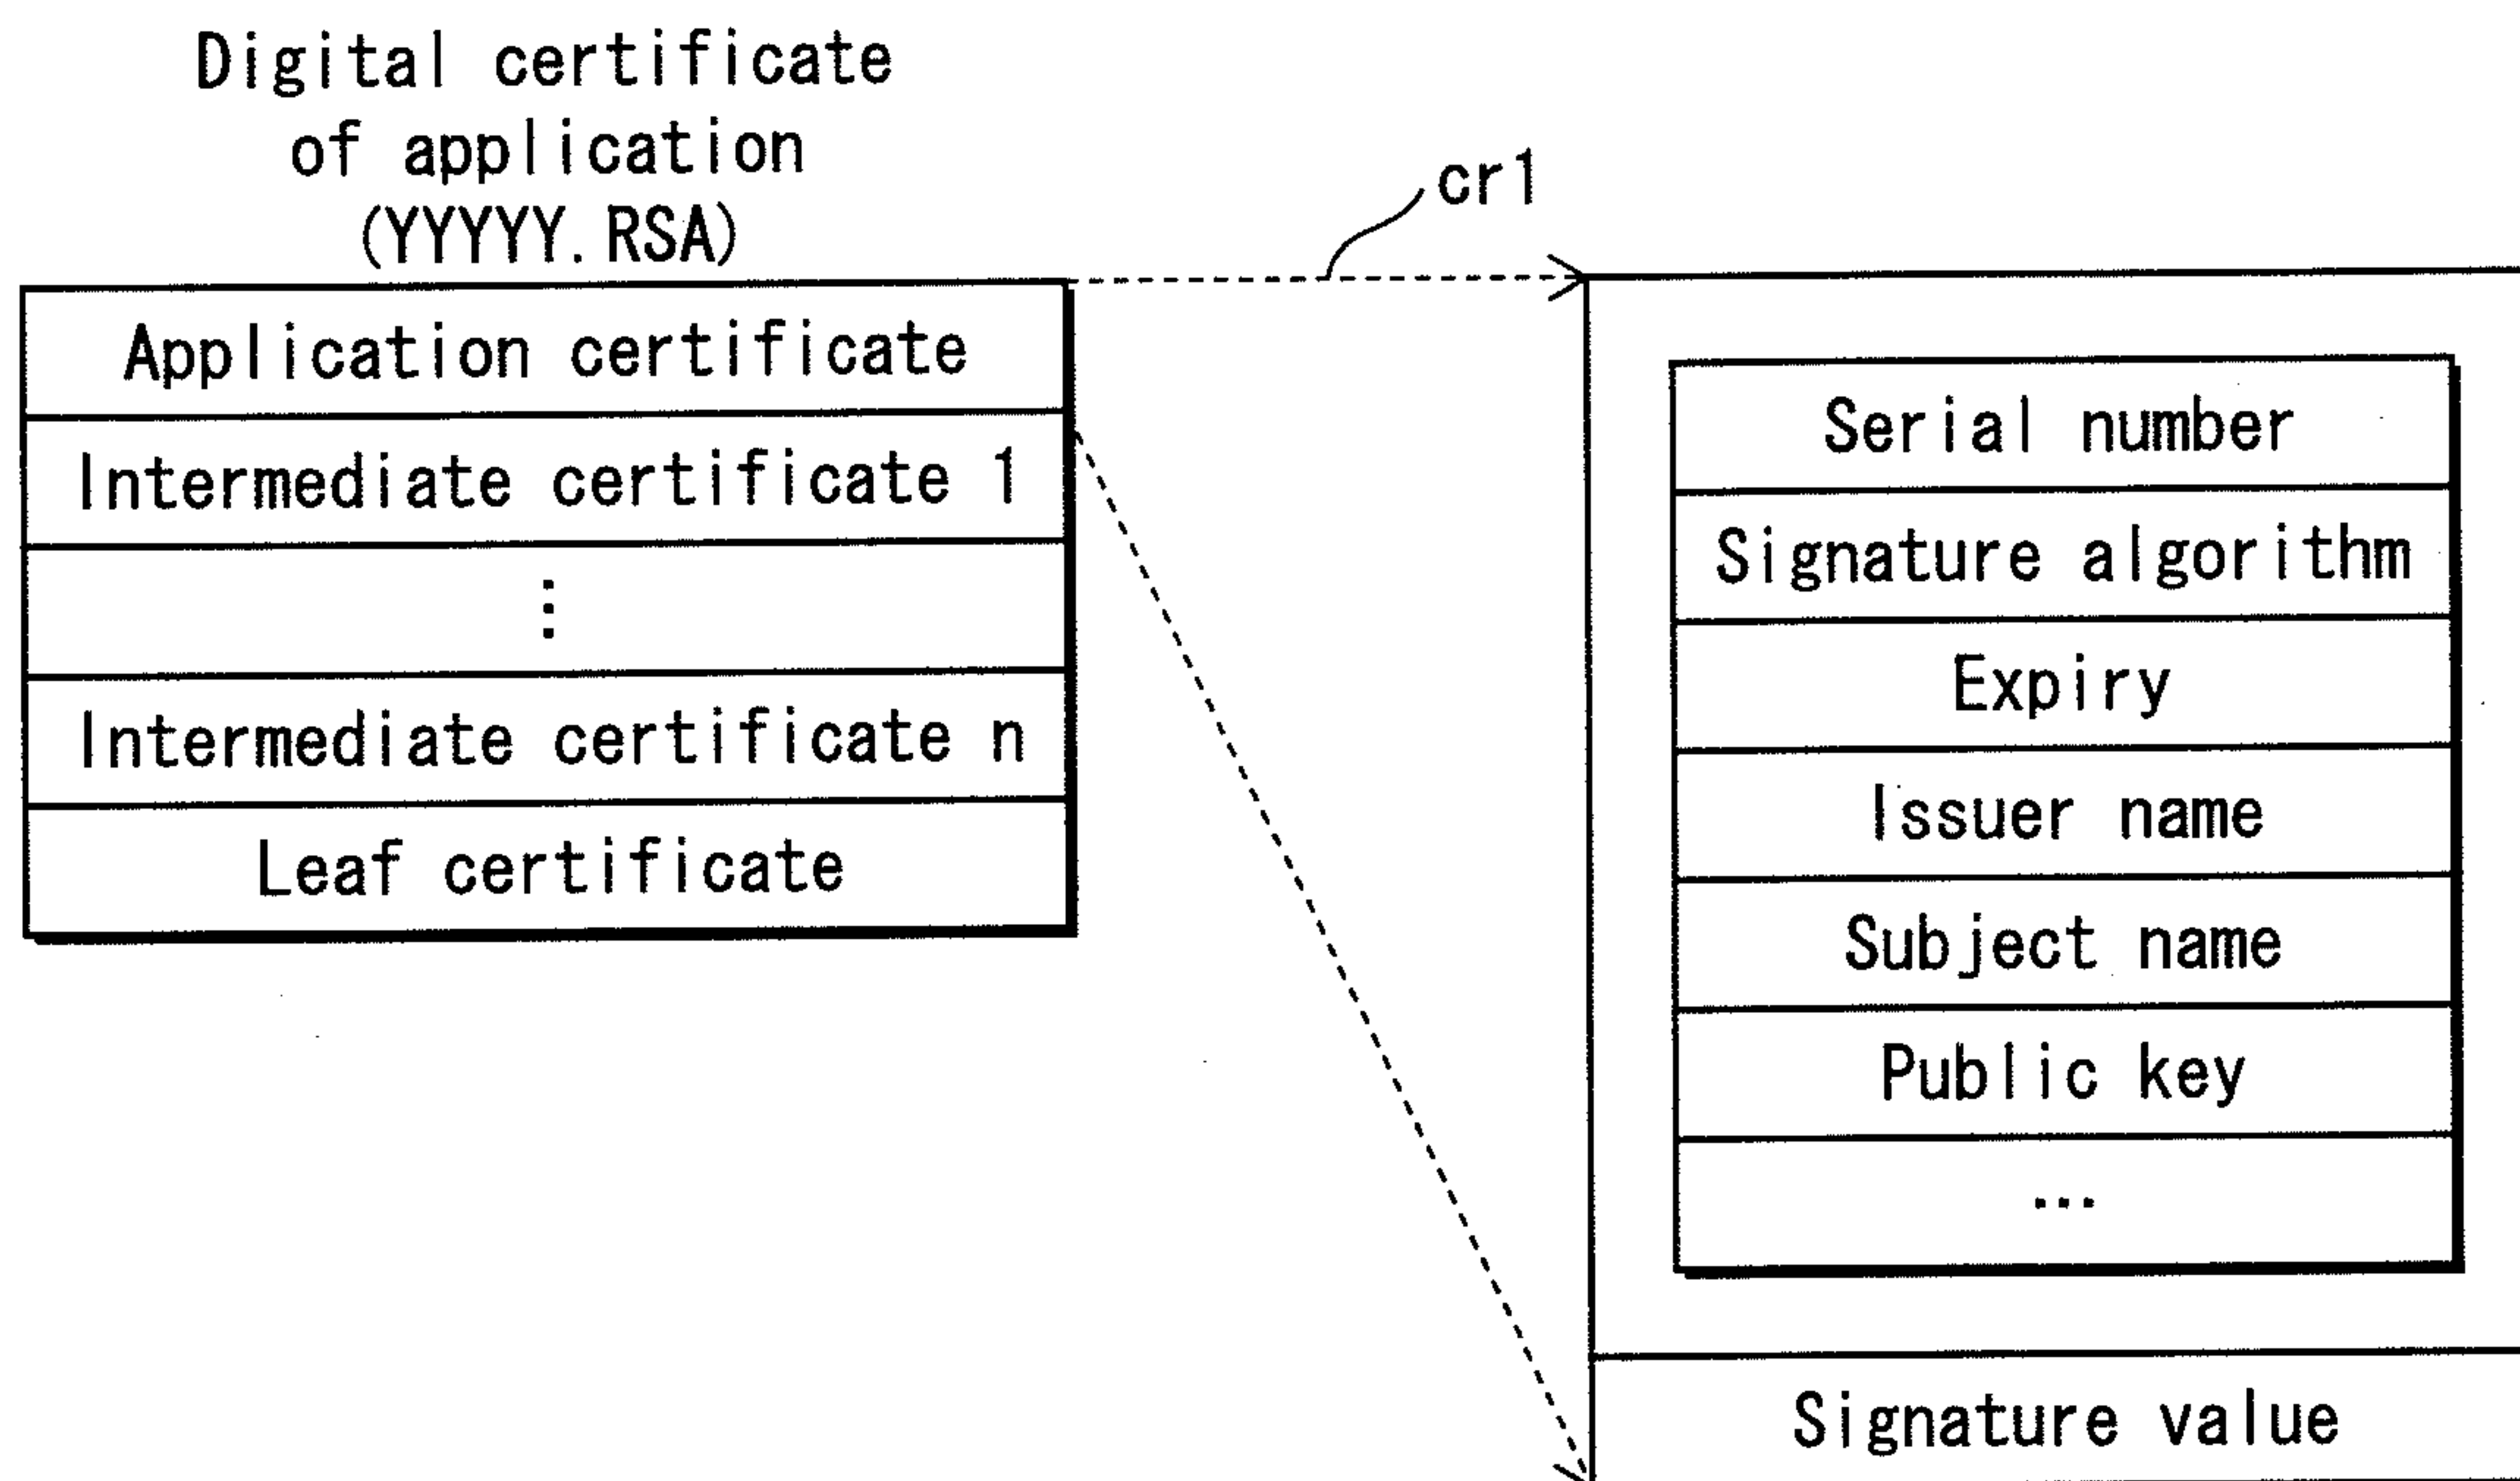 Digital certificate
of application
(YYYYY.RSA)
cr1
Application certificate
Intermediate certificate 1
⋮
Intermediate certificate n
Leaf certificate
Serial number
Signature algorithm
Expiry
Issuer name
Subject name
Public key
...
Signature value